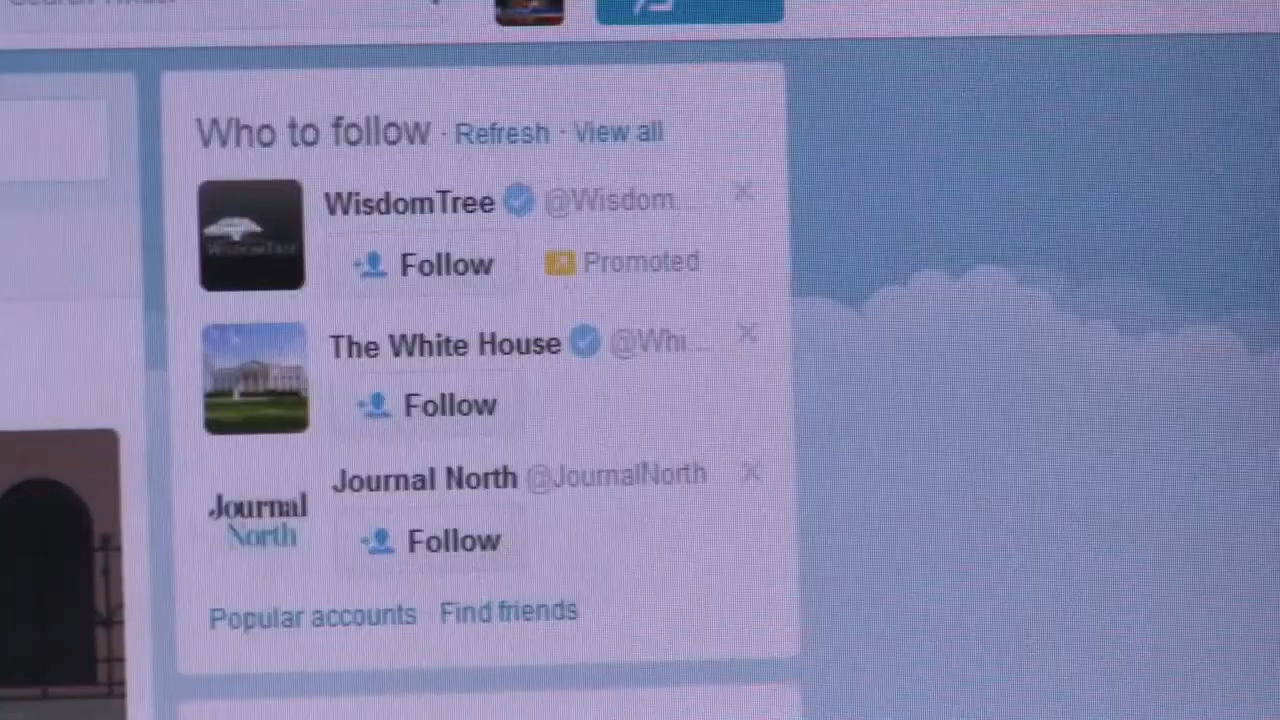 Who to follow · Refresh · View all
WisdomTree @Wisdom...
WISDOMTREE
Follow Promoted
The White House @Whi...
Follow
Journal North @JournalNorth
Journal
North
Follow
Popular accounts Find friends